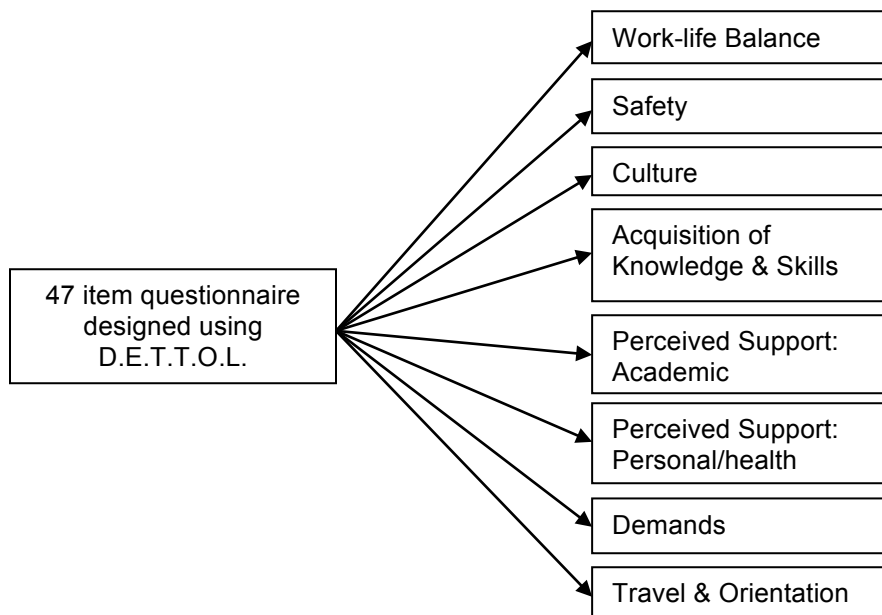 Work-life Balance
Safety
Culture
Acquisition of
Knowledge & Skills
47 item questionnaire
designed using
D.E.T.T.O.L.
Perceived Support:
Academic
Perceived Support:
Personal/health
Demands
Travel & Orientation